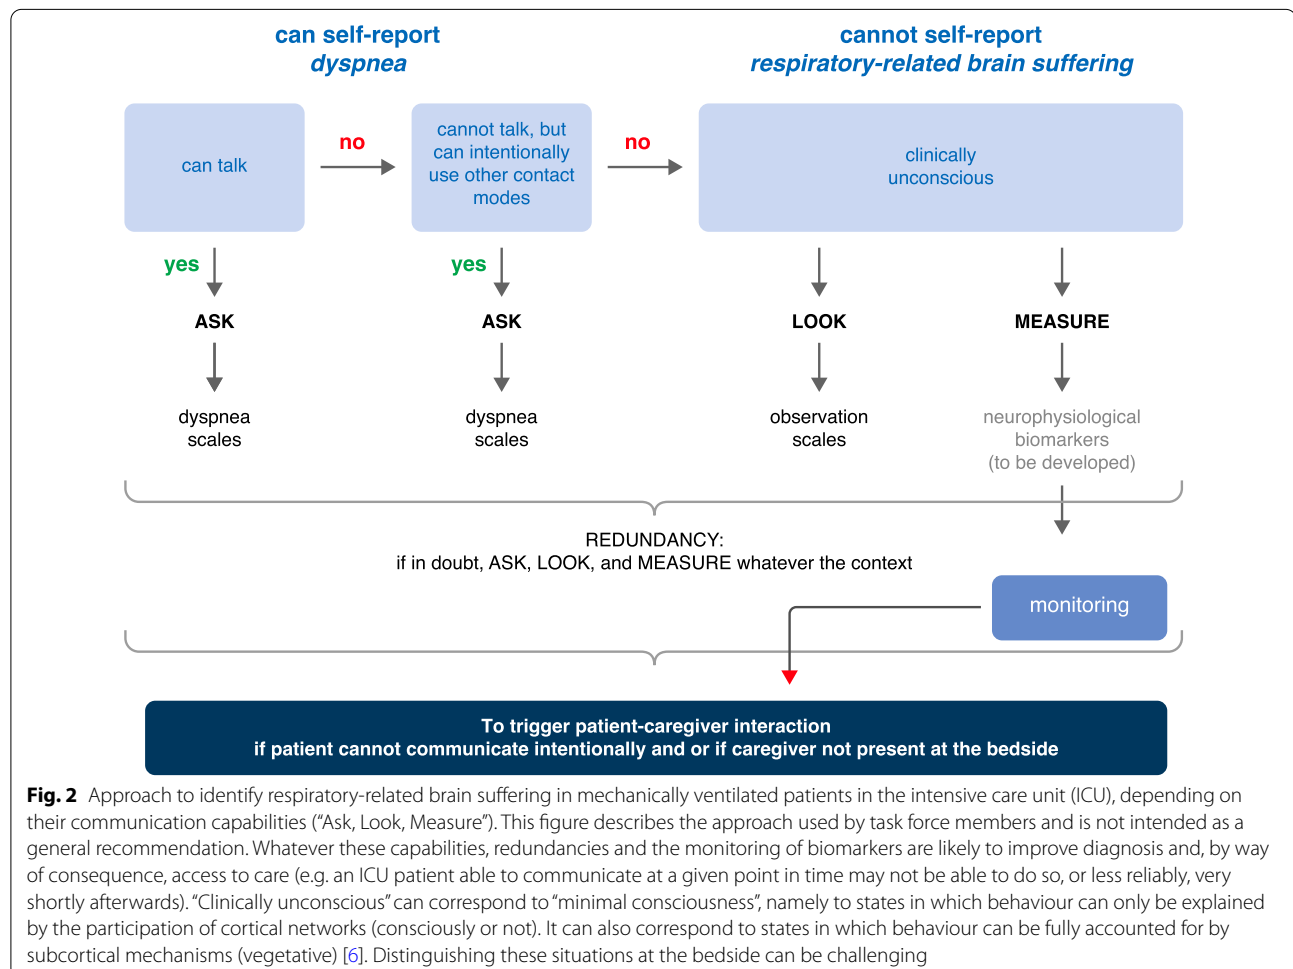 can self-report
dyspnea
cannot self-report
respiratory-related brain suffering
can talk
no
cannot talk, but
can intentionally
use other contact
modes
no
clinically
unconscious
yes
yes
ASK
ASK
LOOK
MEASURE
dyspnea
scales
dyspnea
scales
observation
scales
neurophysiological
biomarkers
(to be developed)
REDUNDANCY:
if in doubt, ASK, LOOK, and MEASURE whatever the context
monitoring
To trigger patient-caregiver interaction
if patient cannot communicate intentionally and or if caregiver not present at the bedside
Fig. 2 Approach to identify respiratory-related brain suffering in mechanically ventilated patients in the intensive care unit (ICU), depending on
their communication capabilities (“Ask, Look, Measure”). This figure describes the approach used by task force members and is not intended as a
general recommendation. Whatever these capabilities, redundancies and the monitoring of biomarkers are likely to improve diagnosis and, by way
of consequence, access to care (e.g. an ICU patient able to communicate at a given point in time may not be able to do so, or less reliably, very
shortly afterwards). “Clinically unconscious” can correspond to “minimal consciousness”, namely to states in which behaviour can only be explained
by the participation of cortical networks (consciously or not). It can also correspond to states in which behaviour can be fully accounted for by
subcortical mechanisms (vegetative) [6]. Distinguishing these situations at the bedside can be challenging